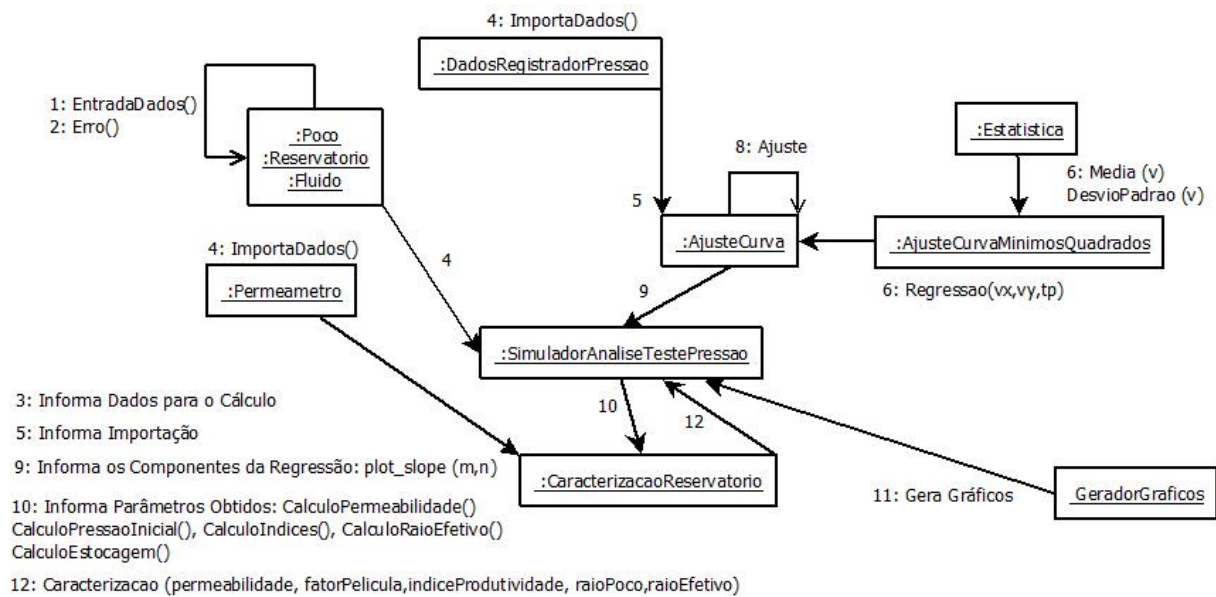 4: ImportaDados()
:DadosRegistradorPressao
1: EntradaDados()
2: Erro()
:Poco
:Reservatorio
:Fluido
:Estatistica
8: Ajuste
6: Media (v)
DesvioPadrao (v)
5
:AjusteCurva
:AjusteCurvaMinimosQuadrados
4: ImportaDados()
4
:Permeametro
9
6: Regressao(vx,vy,tp)
:SimuladorAnaliseTestePressao
3: Informa Dados para o Cálculo
10
12
5: Informa Importação
9: Informa os Componentes da Regressão: plot_slope (m,n)
:CaracterizacaoReservatorio
11: Gera Gráficos
GeradorGraficos
10: Informa Parâmetros Obtidos: CalculoPermeabilidade()
CalculoPressaoInicial(), CalculoIndices(), CalculoRaioEfetivo()
CalculoEstocagem()
12: Caracterizacao (permeabilidade, fatorPelicula,indiceProdutividade, raioPoco,raioEfetivo)